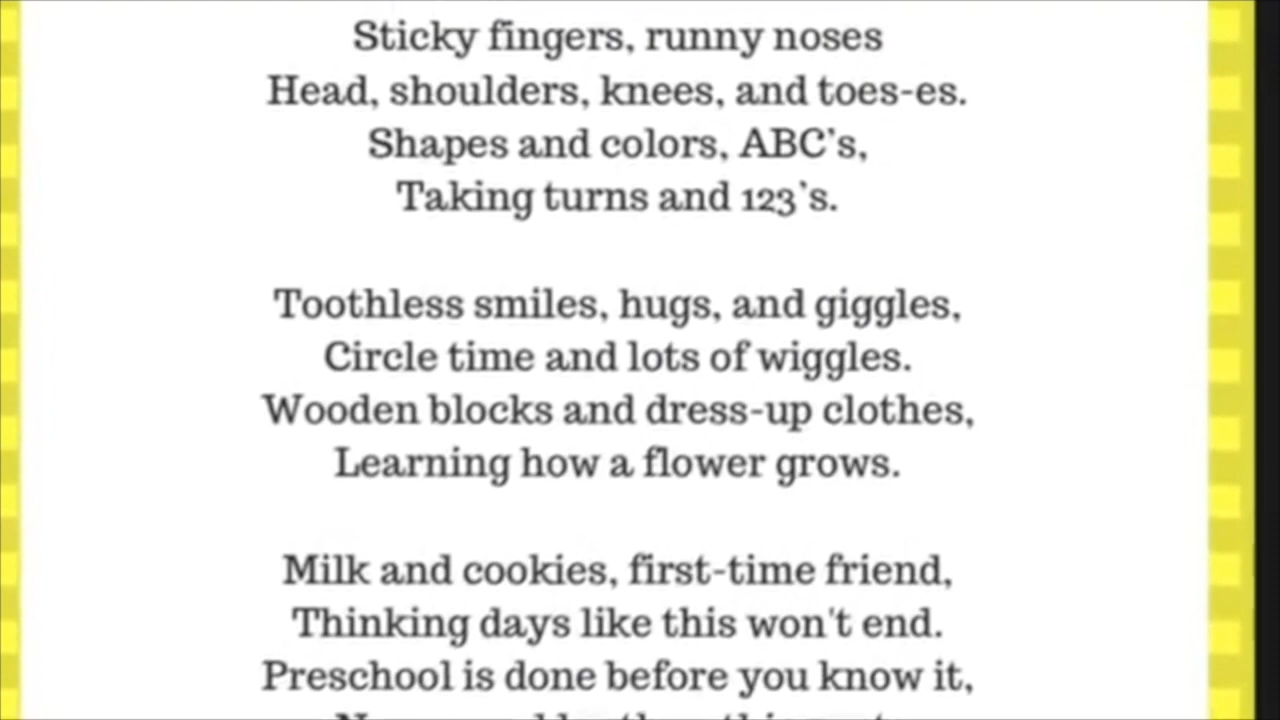 Sticky fingers, runny noses
Head, shoulders, knees, and toes-es.
Shapes and colors, ABC's,
Taking turns and 123's.
Toothless smiles, hugs, and giggles,
Circle time and lots of wiggles.
Wooden blocks and dress-up clothes,
Learning how a flower grows.
Milk and cookies, first-time friend,
Thinking days like this won't end.
Preschool is done before you know it,